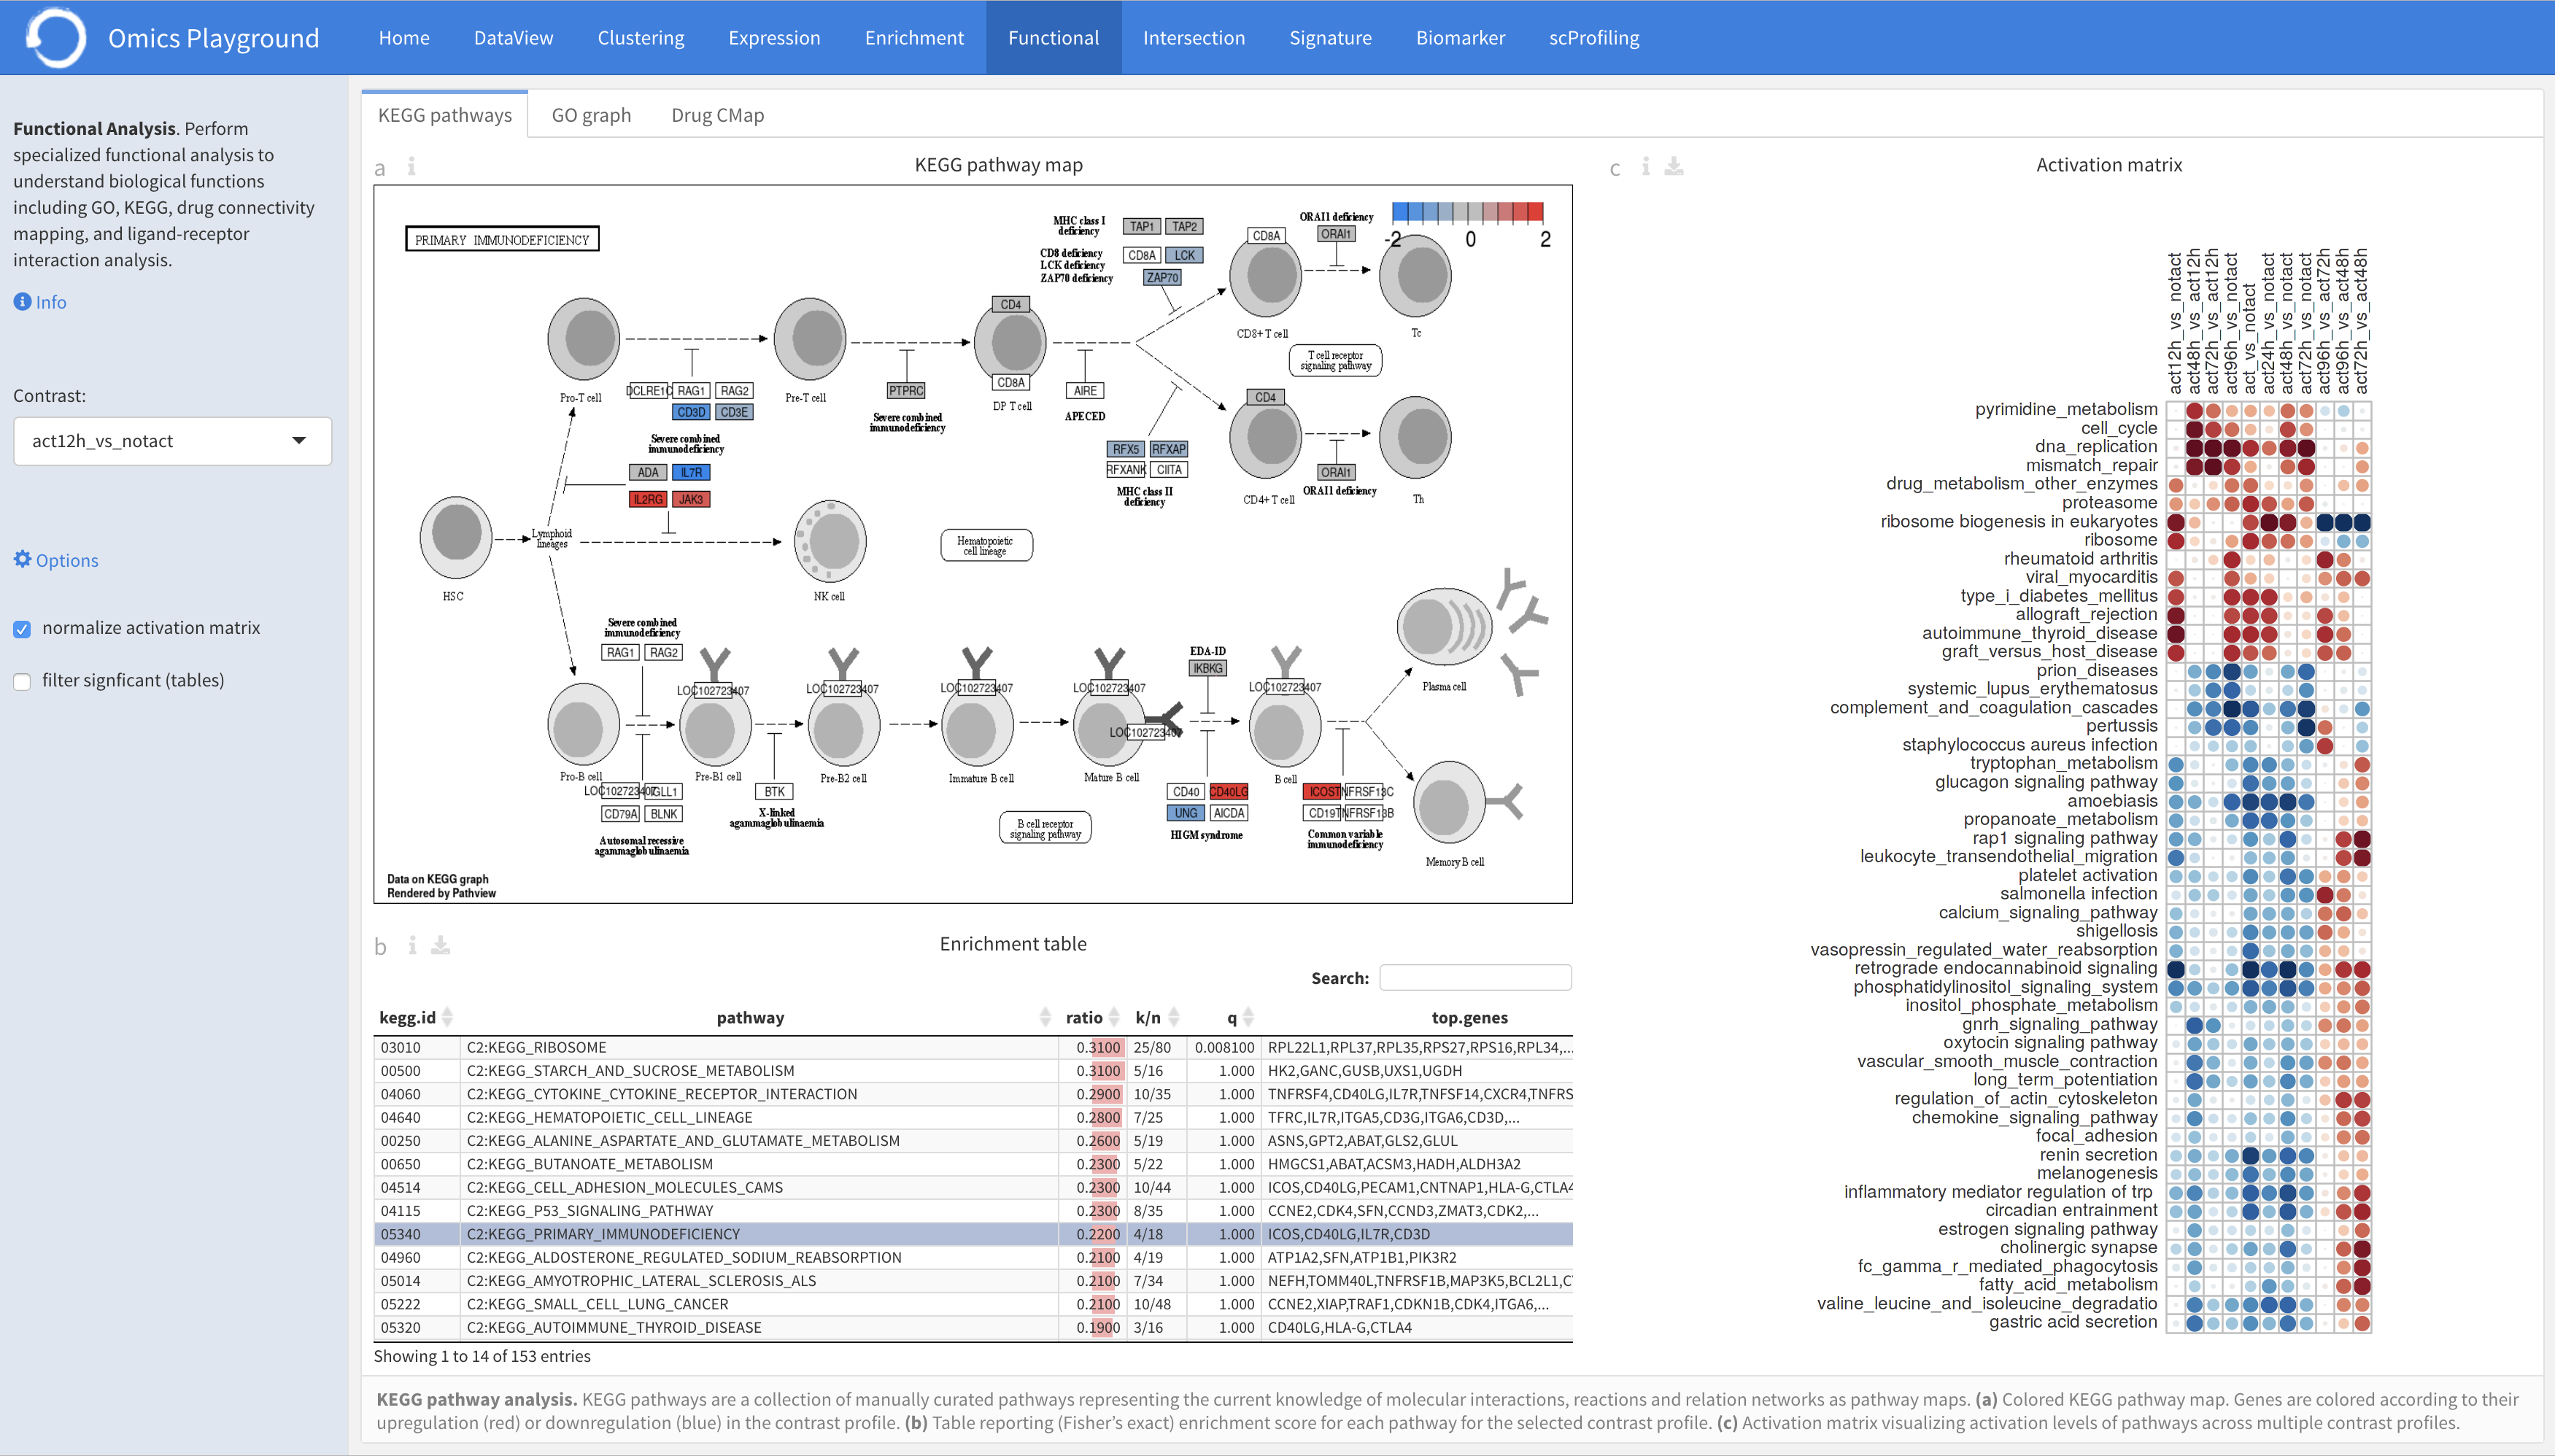 Omics Playground
Home DataView Clustering Expression Enrichment Functional Intersection Signature Biomarker scProfiling
Functional Analysis. Perform
specialized functional analysis to
understand biological functions
including GO, KEGG, drug connectivity
mapping, and ligand-receptor
interaction analysis.
Info
Contrast:
act12h_vs_notact
Options
normalize activation matrix
filter signficant (tables)
KEGG pathways GO graph Drug CMap
a i KEGG pathway map
PRIMARY IMMUNODEFICIENCY
MHC class I
deficiency
TAP1 TAP2
CD8 deficiency
LCK deficiency
ZAP70 deficiency
CD8A LCK
ZAP70
CD8A
ORAI1 deficiency
ORAI1
-2 0 2
CD8+ T cell
Tc
T cell receptor
signaling pathway
Pro-T cell
DCLRE1C RAG1 RAG2
CD3D CD3E
Severe combined
immunodeficiency
Pre-T cell
PTPRC
Severe combined
immunodeficiency
CD4
CD8A
DP T cell
AIRE
APECED
CD4
RFX5 RFXAP
RFXANK CIITA
MHC class II
deficiency
CD4+ T cell
ORAI1
ORAI1 deficiency
Th
ADA IL7R
IL2RG JAK3
HSC
Lymphoid
lineages
NK cell
Hematopoietic
cell lineage
Severe combined
immunodeficiency
RAG1 RAG2
LOC102723407
LOC102723407
LOC102723407
LOC102723407
LOC102723407
LOC102723407
EDA-ID
IKBKG
Plasma cell
Pro-B cell
Pre-B1 cell
Pre-B2 cell
Immature B cell
Mature B cell
B cell
Memory B cell
LOC102723407 IGLL1
CD79A BLNK
Autosomal recessive
agammaglobulinaemia
BTK
X-linked
agammaglobulinaemia
B cell receptor
signaling pathway
CD40 CD40LG
UNG AICDA
HIGM syndrome
ICOS TNFRSF13C
CD19 TNFRSF13B
Common variable
immunodeficiency
Data on KEGG graph
Rendered by Pathview
b i Enrichment table
Search:
kegg.id pathway ratio k/n q top.genes
03010 C2:KEGG_RIBOSOME 0.3100 25/80 0.008100 RPL22L1,RPL37,RPL35,RPS27,RPS16,RPL34,...
00500 C2:KEGG_STARCH_AND_SUCROSE_METABOLISM 0.3100 5/16 1.000 HK2,GANC,GUSB,UXS1,UGDH
04060 C2:KEGG_CYTOKINE_CYTOKINE_RECEPTOR_INTERACTION 0.2900 10/35 1.000 TNFRSF4,CD40LG,IL7R,TNFSF14,CXCR4,TNFRS
04640 C2:KEGG_HEMATOPOIETIC_CELL_LINEAGE 0.2800 7/25 1.000 TFRC,IL7R,ITGA5,CD3G,ITGA6,CD3D,...
00250 C2:KEGG_ALANINE_ASPARTATE_AND_GLUTAMATE_METABOLISM 0.2600 5/19 1.000 ASNS,GPT2,ABAT,GLS2,GLUL
00650 C2:KEGG_BUTANOATE_METABOLISM 0.2300 5/22 1.000 HMGCS1,ABAT,ACSM3,HADH,ALDH3A2
04514 C2:KEGG_CELL_ADHESION_MOLECULES_CAMS 0.2300 10/44 1.000 ICOS,CD40LG,PECAM1,CNTNAP1,HLA-G,CTLA4
04115 C2:KEGG_P53_SIGNALING_PATHWAY 0.2300 8/35 1.000 CCNE2,CDK4,SFN,CCND3,ZMAT3,CDK2,...
05340 C2:KEGG_PRIMARY_IMMUNODEFICIENCY 0.2200 4/18 1.000 ICOS,CD40LG,IL7R,CD3D
04960 C2:KEGG_ALDOSTERONE_REGULATED_SODIUM_REABSORPTION 0.2100 4/19 1.000 ATP1A2,SFN,ATP1B1,PIK3R2
05014 C2:KEGG_AMYOTROPHIC_LATERAL_SCLEROSIS_ALS 0.2100 7/34 1.000 NEFH,TOMM40L,TNFRSF1B,MAP3K5,BCL2L1,C
05222 C2:KEGG_SMALL_CELL_LUNG_CANCER 0.2100 10/48 1.000 CCNE2,XIAP,TRAF1,CDKN1B,CDK4,ITGA6,...
05320 C2:KEGG_AUTOIMMUNE_THYROID_DISEASE 0.1900 3/16 1.000 CD40LG,HLA-G,CTLA4
Showing 1 to 14 of 153 entries
c i Activation matrix
act12h_vs_notact
act48h_vs_act12h
act72h_vs_act12h
act96h_vs_notact
act_vs_notact
act24h_vs_notact
act48h_vs_notact
act72h_vs_notact
act96h_vs_act72h
act96h_vs_act48h
act72h_vs_act48h
pyrimidine_metabolism
cell_cycle
dna_replication
mismatch_repair
drug_metabolism_other_enzymes
proteasome
ribosome biogenesis in eukaryotes
ribosome
rheumatoid arthritis
viral_myocarditis
type_i_diabetes_mellitus
allograft_rejection
autoimmune_thyroid_disease
graft_versus_host_disease
prion_diseases
systemic_lupus_erythematosus
complement_and_coagulation_cascades
pertussis
staphylococcus aureus infection
tryptophan_metabolism
glucagon signaling pathway
amoebiasis
propanoate_metabolism
rap1 signaling pathway
leukocyte_transendothelial_migration
platelet activation
salmonella infection
calcium_signaling_pathway
shigellosis
vasopressin_regulated_water_reabsorption
retrograde endocannabinoid signaling
phosphatidylinositol_signaling_system
inositol_phosphate_metabolism
gnrh_signaling_pathway
oxytocin signaling pathway
vascular_smooth_muscle_contraction
long_term_potentiation
regulation_of_actin_cytoskeleton
chemokine_signaling_pathway
focal_adhesion
renin secretion
melanogenesis
inflammatory mediator regulation of trp
circadian entrainment
estrogen signaling pathway
cholinergic synapse
fc_gamma_r_mediated_phagocytosis
fatty_acid_metabolism
valine_leucine_and_isoleucine_degradatio
gastric acid secretion
KEGG pathway analysis. KEGG pathways are a collection of manually curated pathways representing the current knowledge of molecular interactions, reactions and relation networks as pathway maps. (a) Colored KEGG pathway map. Genes are colored according to their
upregulation (red) or downregulation (blue) in the contrast profile. (b) Table reporting (Fisher's exact) enrichment score for each pathway for the selected contrast profile. (c) Activation matrix visualizing activation levels of pathways across multiple contrast profiles.